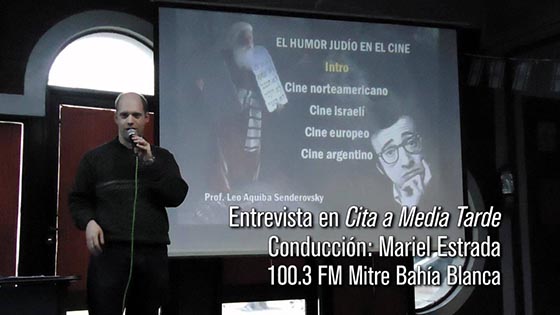 EL HUMOR JUDÍO EN EL CINE
Intro
Cine norteamericano
Cine Israelí
Cine europeo
Cine argentino
Prof. Leo Aquiba Senderovsky
Entrevista en Cita a Media Tarde
Conducción: Mariel Estrada
100.3 FM Mitre Bahía Blanca